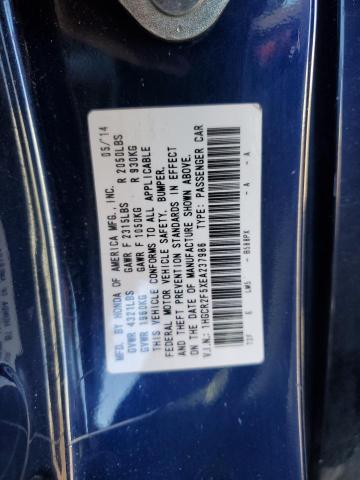 MFD. BY HONDA OF AMERICA MFG., INC. 05/14
GVWR 4321LBS GAWR F 2315LBS R 2050LBS
GVWR 1960KG GAWR F 1050KG R 930KG
THIS VEHICLE CONFORMS TO ALL APPLICABLE
FEDERAL MOTOR VEHICLE SAFETY, BUMPER,
AND THEFT PREVENTION STANDARDS IN EFFECT
ON THE DATE OF MANUFACTURE SHOWN ABOVE.
V.I.N.: 1HGCR2F5XEA237986 TYPE: PASSENGER CAR
B588PX - A - A